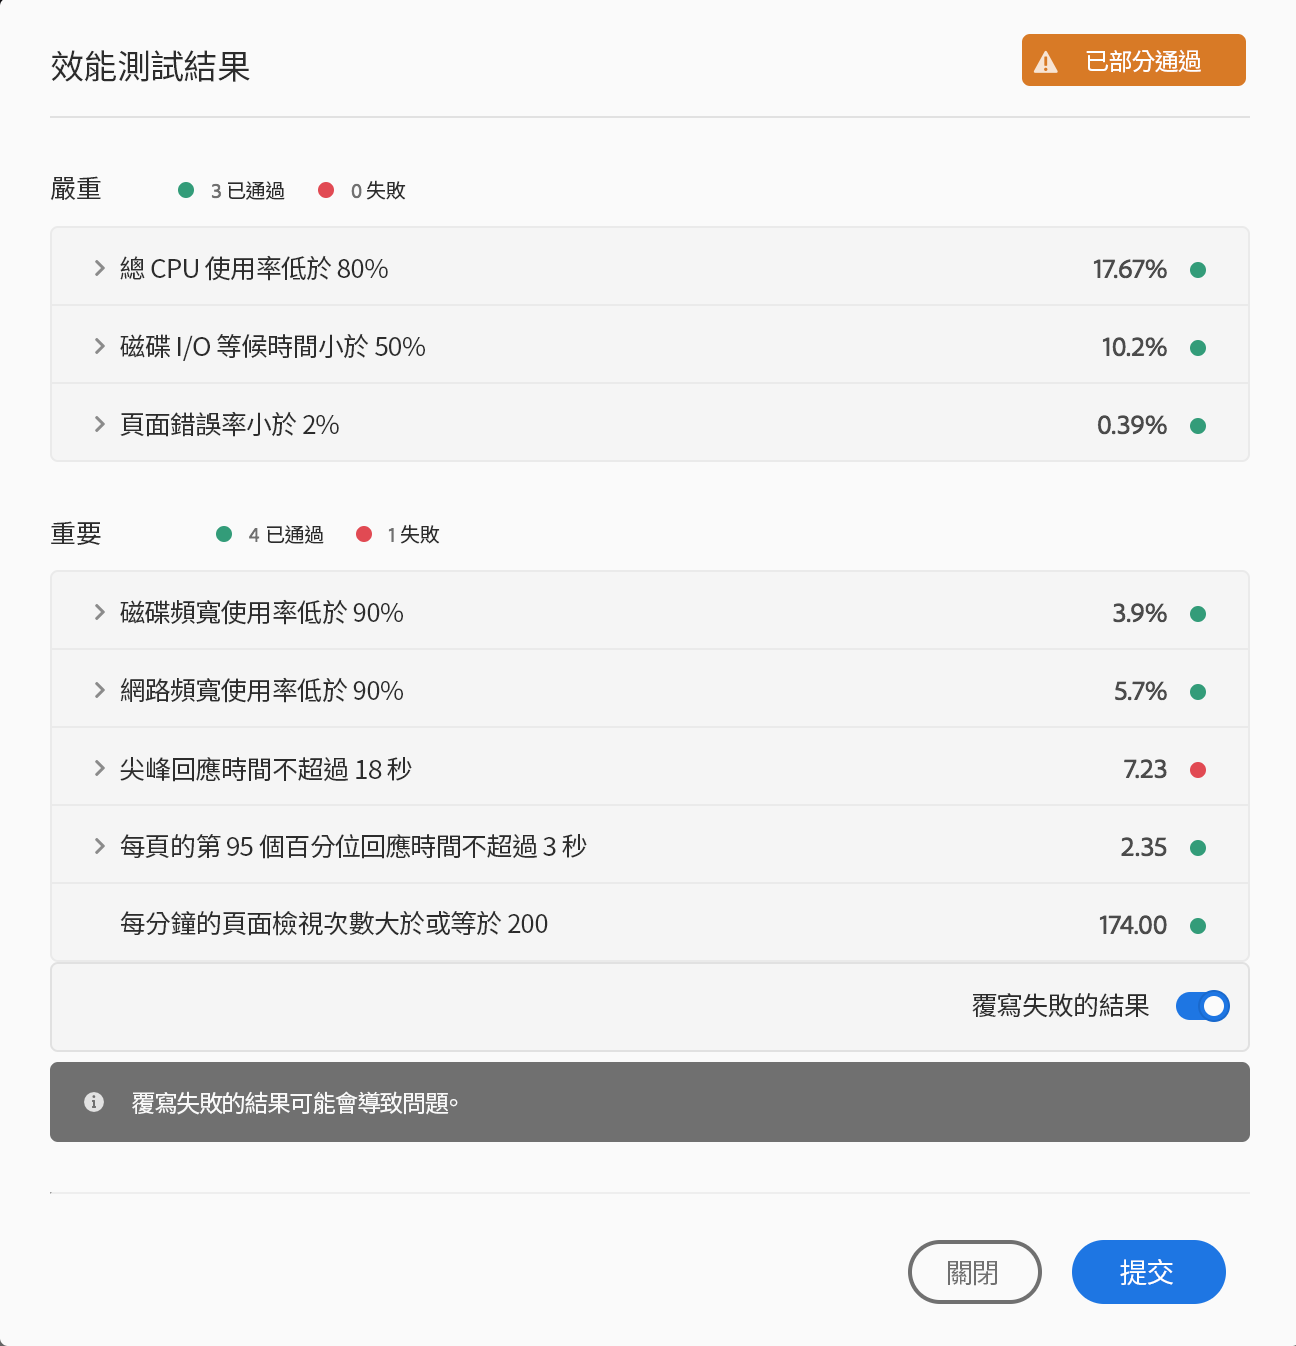 效能測試結果
已部分通過
嚴重 3 已通過 0 失敗
總 CPU 使用率低於 80% 17.67%
磁碟 I/O 等候時間小於 50% 10.2%
頁面錯誤率小於 2% 0.39%
重要 4 已通過 1 失敗
磁碟頻寬使用率低於 90% 3.9%
網路頻寬使用率低於 90% 5.7%
尖峰回應時間不超過 18 秒 7.23
每頁的第 95 個百分位回應時間不超過 3 秒 2.35
每分鐘的頁面檢視次數大於或等於 200 174.00
覆寫失敗的結果
覆寫失敗的結果可能會導致問題。
關閉 提交